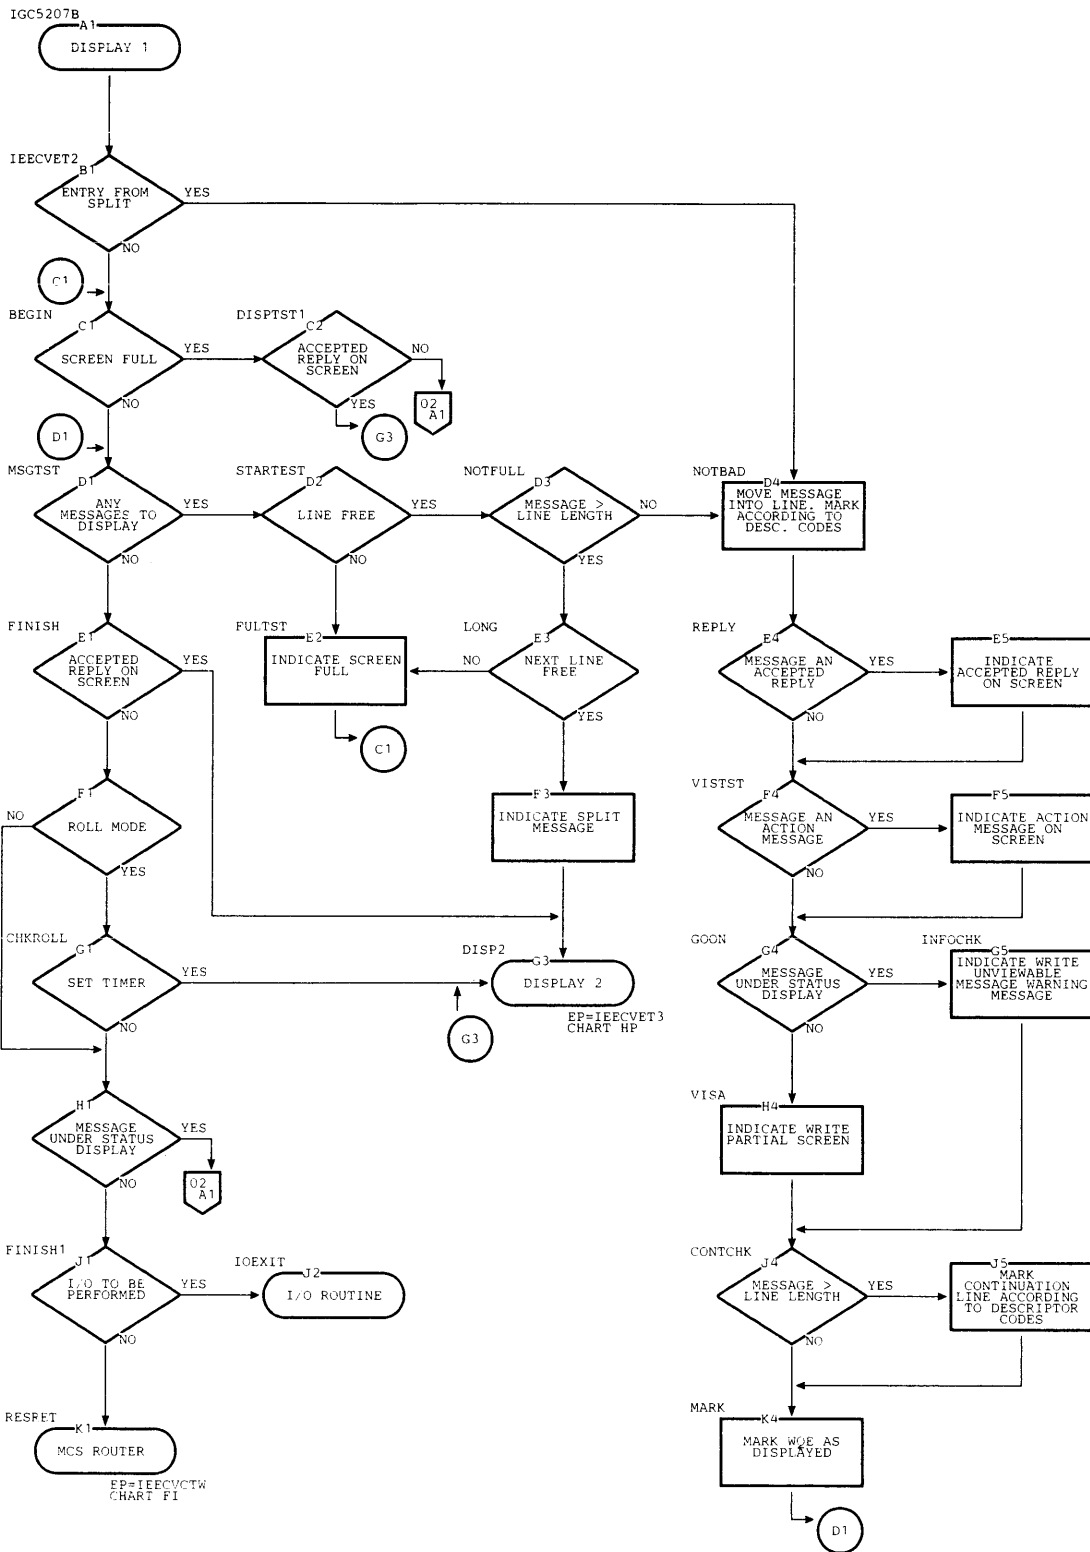 IGC5207B
A1
DISPLAY 1
IEECVET2
B1
ENTRY FROM
SPLIT
YES
NO
C1
BEGIN
C1
SCREEN FULL
YES
NO
DISPTST1
C2
ACCEPTED
REPLY ON
SCREEN
NO
YES
02
A1
G3
D1
MSGTST
D1
ANY
MESSAGES TO
DISPLAY
YES
NO
STARTEST
D2
LINE FREE
YES
NO
NOTFULL
D3
MESSAGE >
LINE LENGTH
NO
YES
NOTBAD
D4
MOVE MESSAGE
INTO LINE. MARK
ACCORDING TO
DESC. CODES
FINISH
E1
ACCEPTED
REPLY ON
SCREEN
YES
NO
FULTST
E2
INDICATE SCREEN
FULL
C1
LONG
E3
NEXT LINE
FREE
NO
YES
REPLY
E4
MESSAGE AN
ACCEPTED
REPLY
YES
NO
E5
INDICATE
ACCEPTED REPLY
ON SCREEN
F1
ROLL MODE
NO
YES
F3
INDICATE SPLIT
MESSAGE
VISTST
F4
MESSAGE AN
ACTION
MESSAGE
YES
NO
F5
INDICATE ACTION
MESSAGE ON
SCREEN
CHKROLL
G1
SET TIMER
YES
NO
DISP2
G3
DISPLAY 2
EP=IEECVET3
CHART HP
G3
GOON
G4
MESSAGE
UNDER STATUS
DISPLAY
YES
NO
INFOCHK
G5
INDICATE WRITE
UNVIEWABLE
MESSAGE WARNING
MESSAGE
H1
MESSAGE
UNDER STATUS
DISPLAY
YES
NO
02
A1
VISA
H4
INDICATE WRITE
PARTIAL SCREEN
FINISH1
J1
I/O TO BE
PERFORMED
YES
NO
IOEXIT
J2
I/O ROUTINE
CONTCHK
J4
MESSAGE >
LINE LENGTH
YES
NO
J5
MARK
CONTINUATION
LINE ACCORDING
TO DESCRIPTOR
CODES
RESRET
K1
MCS ROUTER
EP=IEECVCTW
CHART FI
MARK
K4
MARK WQE AS
DISPLAYED
D1